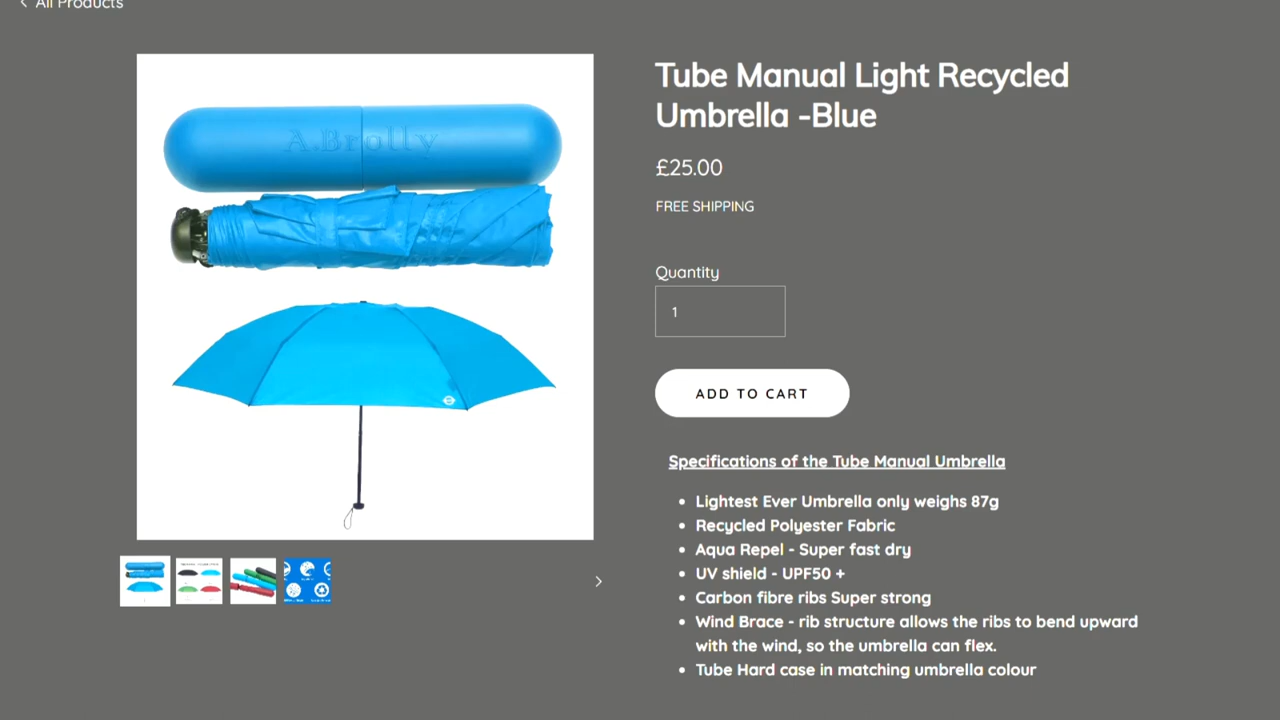 All Products
A.Brolly
Tube Manual Light Recycled
Umbrella -Blue
£25.00
FREE SHIPPING
Quantity
1
ADD TO CART
Specifications of the Tube Manual Umbrella
Lightest Ever Umbrella only weighs 87g
Recycled Polyester Fabric
Aqua Repel - Super fast dry
UV shield - UPF50 +
Carbon fibre ribs Super strong
Wind Brace - rib structure allows the ribs to bend upward
with the wind, so the umbrella can flex.
Tube Hard case in matching umbrella colour